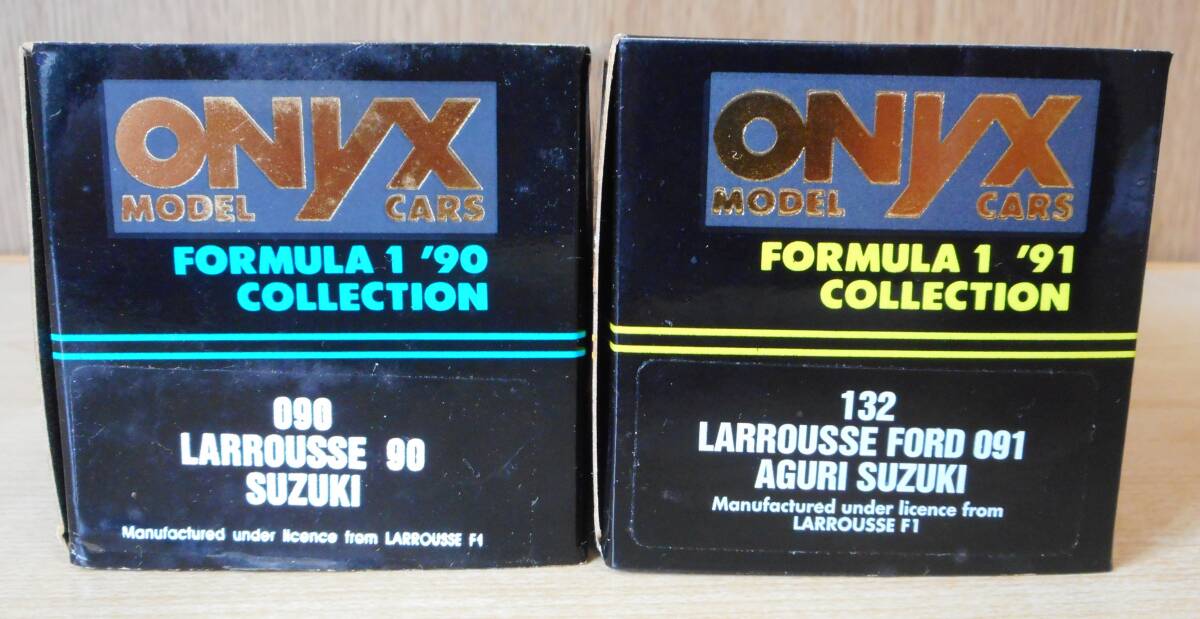 ONYX
MODEL CARS
FORMULA 1 '90
COLLECTION
090
LARROUSSE 90
SUZUKI
Manufactured under licence from LARROUSSE F1
ONYX
MODEL CARS
FORMULA 1 '91
COLLECTION
132
LARROUSSE FORD 091
AGURI SUZUKI
Manufactured under licence from
LARROUSSE F1